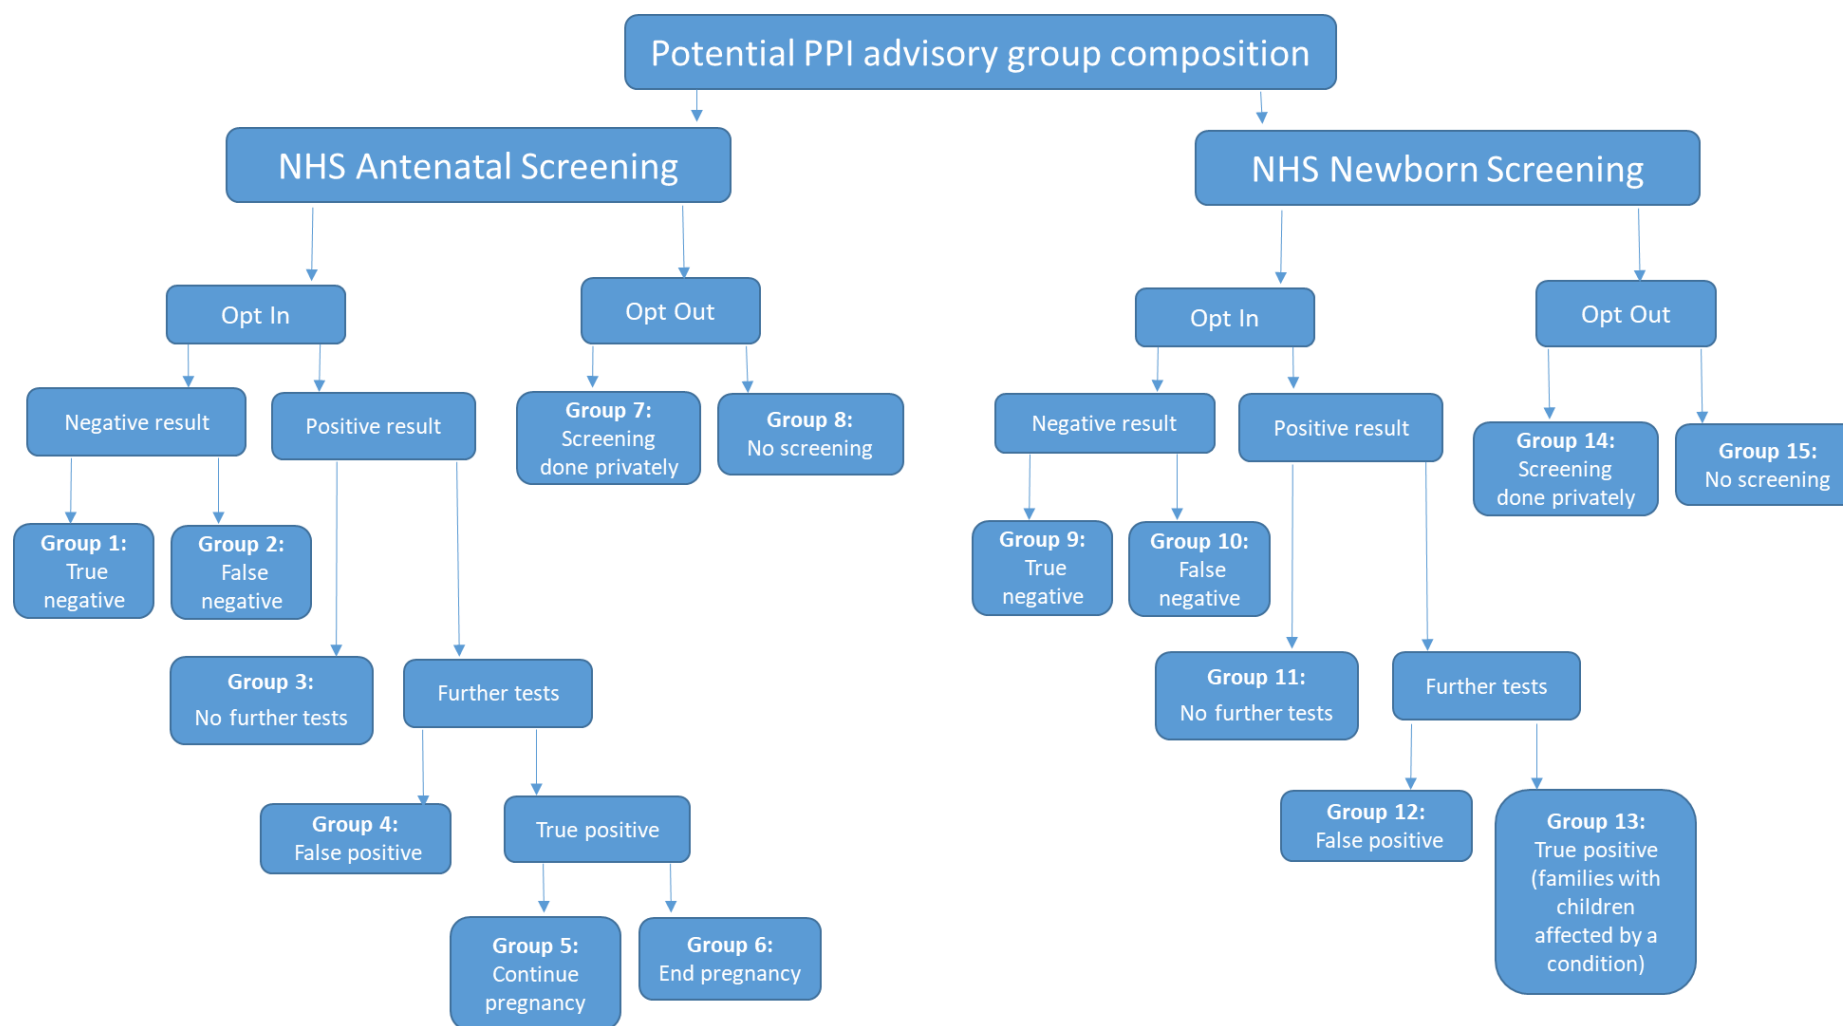 Potential PPI advisory group composition
NHS Antenatal Screening
NHS Newborn Screening
Opt In
Opt Out
Opt In
Opt Out
Negative result
Positive result
Group 7:
Screening
done privately
Group 8:
No screening
Negative result
Positive result
Group 14:
Screening
done privately
Group 15:
No screening
Group 1:
True
negative
Group 2:
False
negative
Group 9:
True
negative
Group 10:
False
negative
Group 3:
No further tests
Further tests
Group 11:
No further tests
Further tests
Group 4:
False positive
True positive
Group 12:
False positive
Group 13:
True positive
(families with
children
affected by a
condition)
Group 5:
Continue
pregnancy
Group 6:
End pregnancy